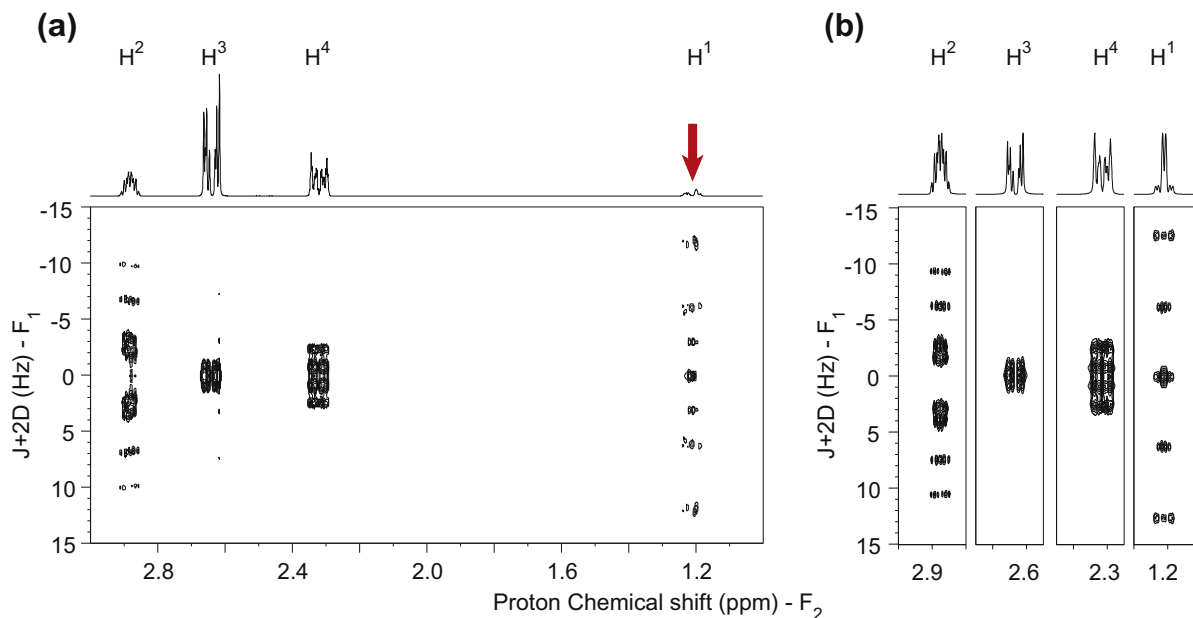 (a)
H2 H3 H4 H1
-15
-10
-5
0
5
10
15
J+2D (Hz) - F1
2.8 2.4 2.0 1.6 1.2
Proton Chemical shift (ppm) - F2
(b)
H2 H3 H4 H1
-15
-10
-5
0
5
10
15
J+2D (Hz) - F1
2.9 2.6 2.3 1.2